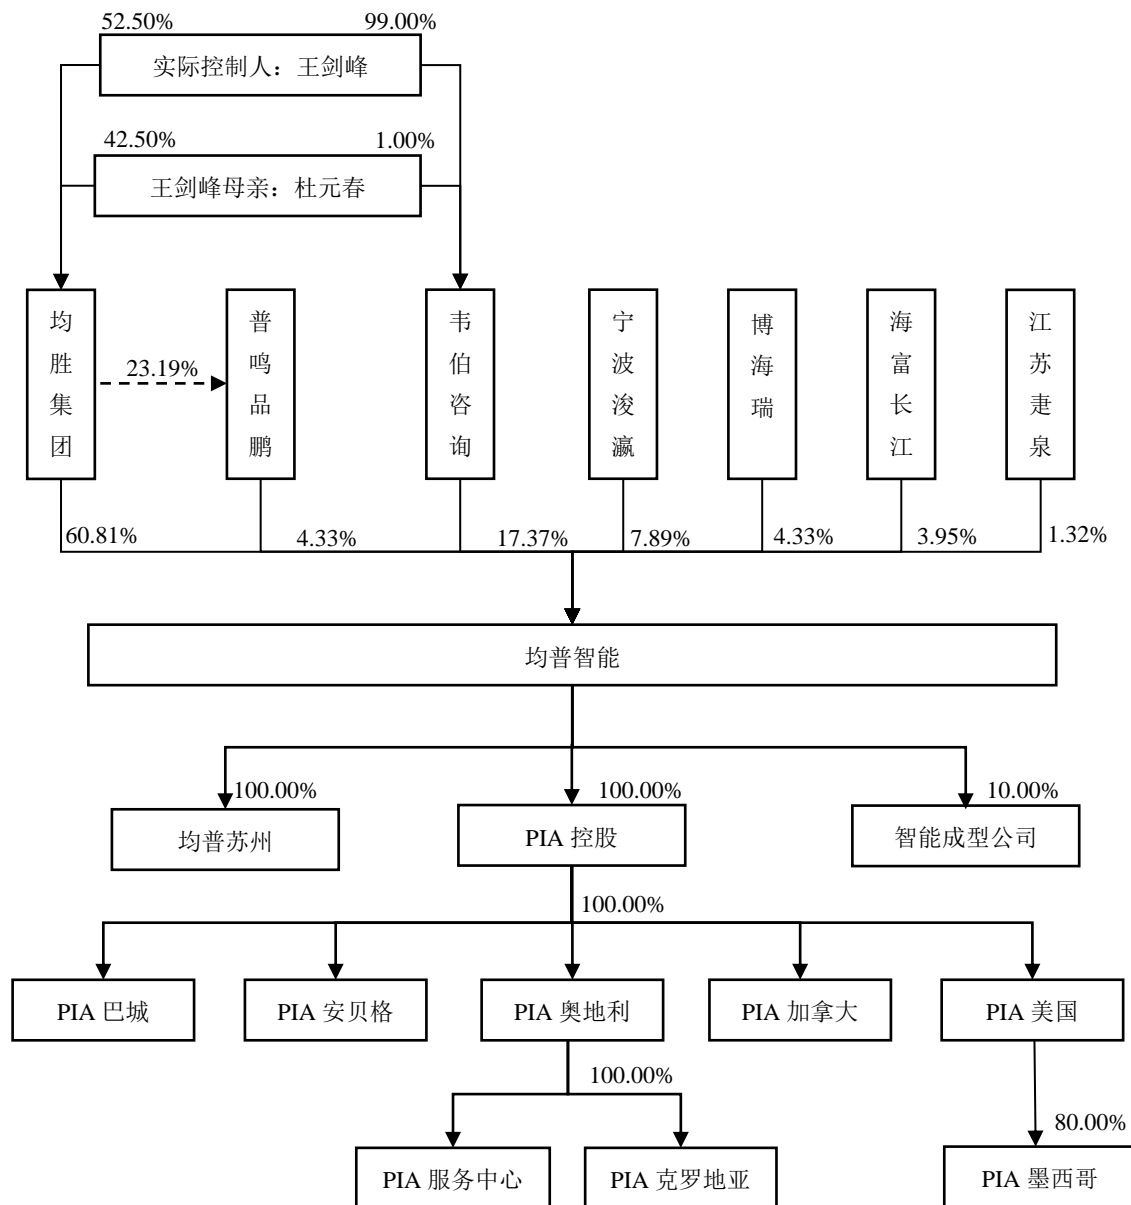 52.50%
99.00%
实际控制人：王剑峰
42.50%
1.00%
王剑峰母亲：杜元春
均胜集团
23.19%
普鸣品鹏
韦伯咨询
宁波浚瀛
博海瑞
海富长江
江苏疌泉
60.81%
4.33%
17.37%
7.89%
4.33%
3.95%
1.32%
均普智能
100.00%
100.00%
10.00%
均普苏州
PIA 控股
智能成型公司
100.00%
PIA 巴城
PIA 安贝格
PIA 奥地利
PIA 加拿大
PIA 美国
100.00%
80.00%
PIA 服务中心
PIA 克罗地亚
PIA 墨西哥